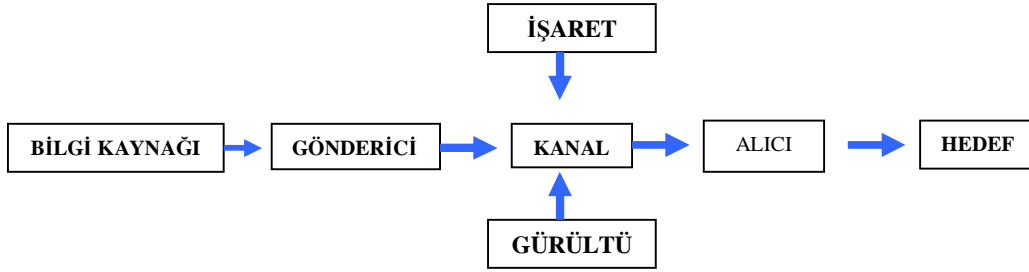 İŞARET
BİLGİ KAYNAĞI
GÖNDERİCİ
KANAL
ALICI
HEDEF
GÜRÜLTÜ